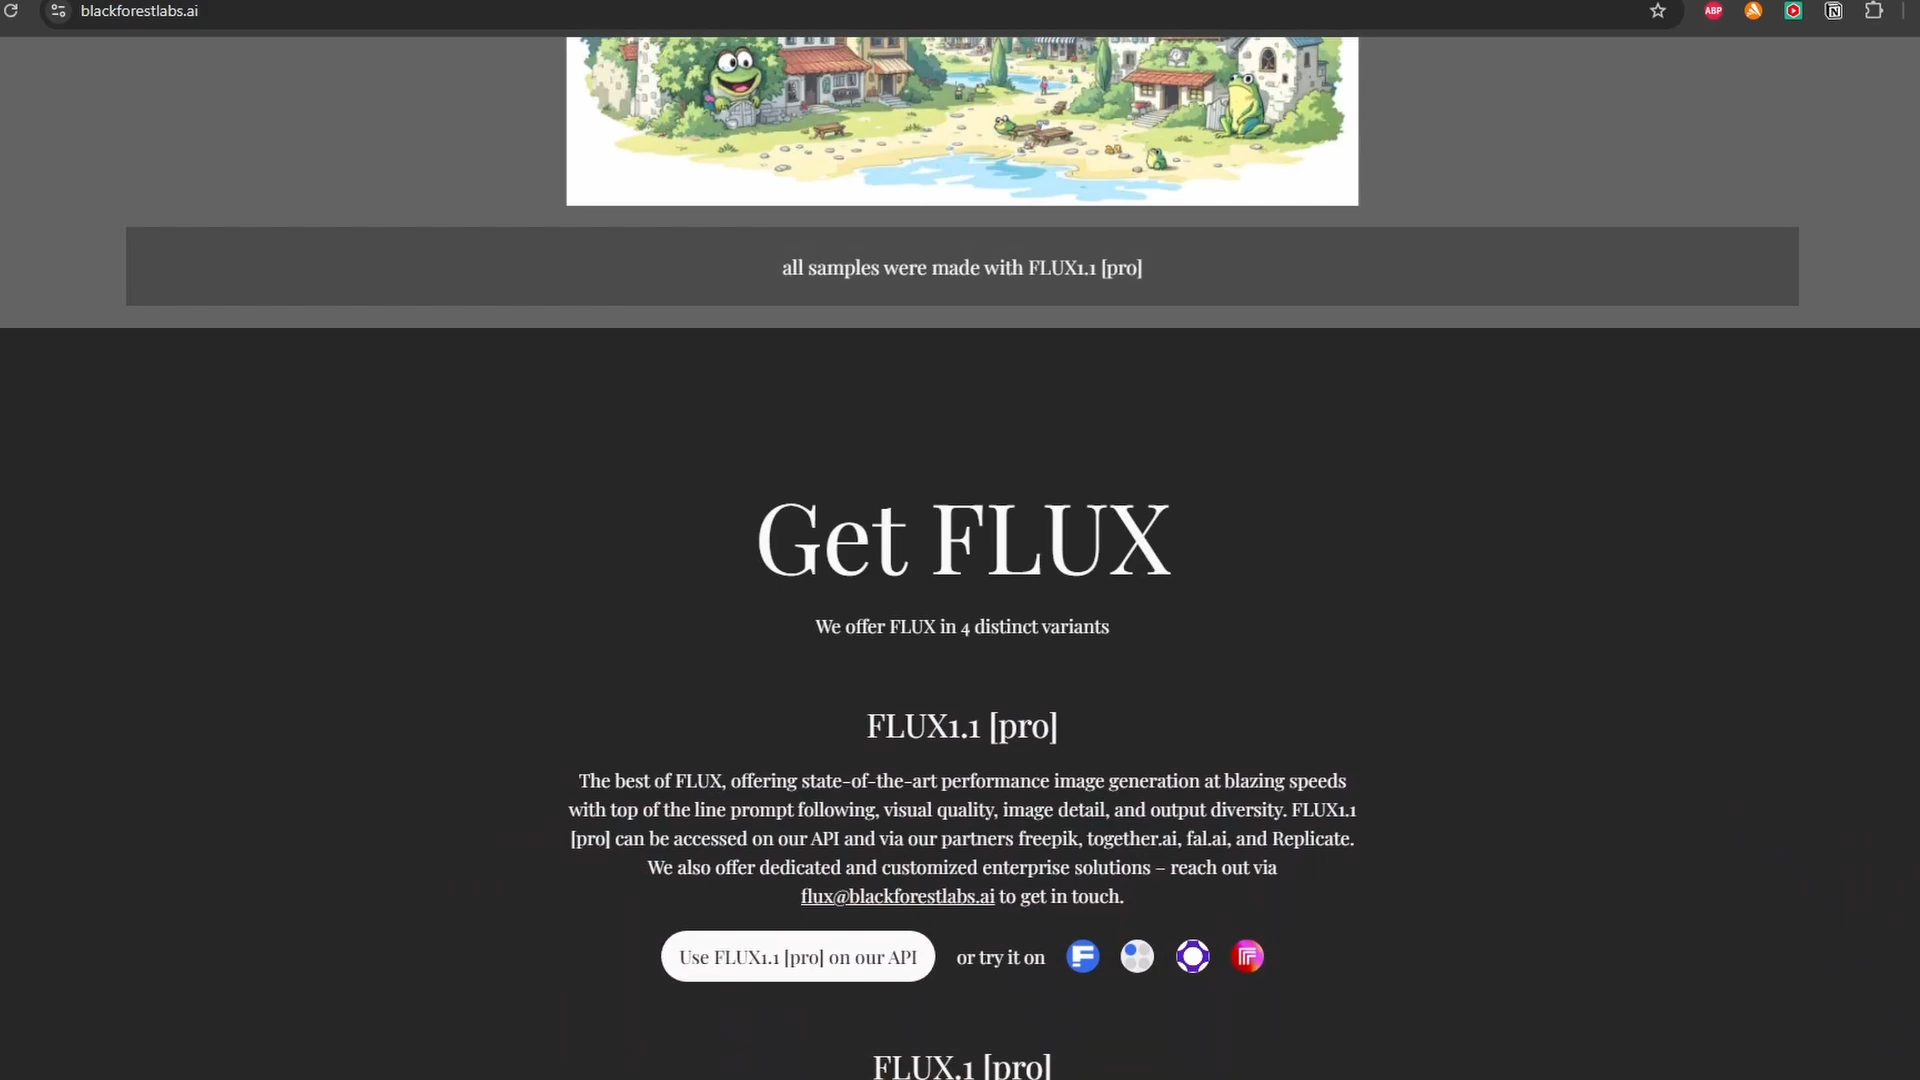 blackforestlabs.ai
ABP
all samples were made with FLUX1.1 [pro]
Get FLUX
We offer FLUX in 4 distinct variants
FLUX1.1 [pro]
The best of FLUX, offering state-of-the-art performance image generation at blazing speeds
with top of the line prompt following, visual quality, image detail, and output diversity. FLUX1.1
[pro] can be accessed on our API and via our partners freepik, together.ai, fal.ai, and Replicate.
We also offer dedicated and customized enterprise solutions – reach out via
flux@blackforestlabs.ai to get in touch.
Use FLUX1.1 [pro] on our API or try it on
FLUX.1 [pro]